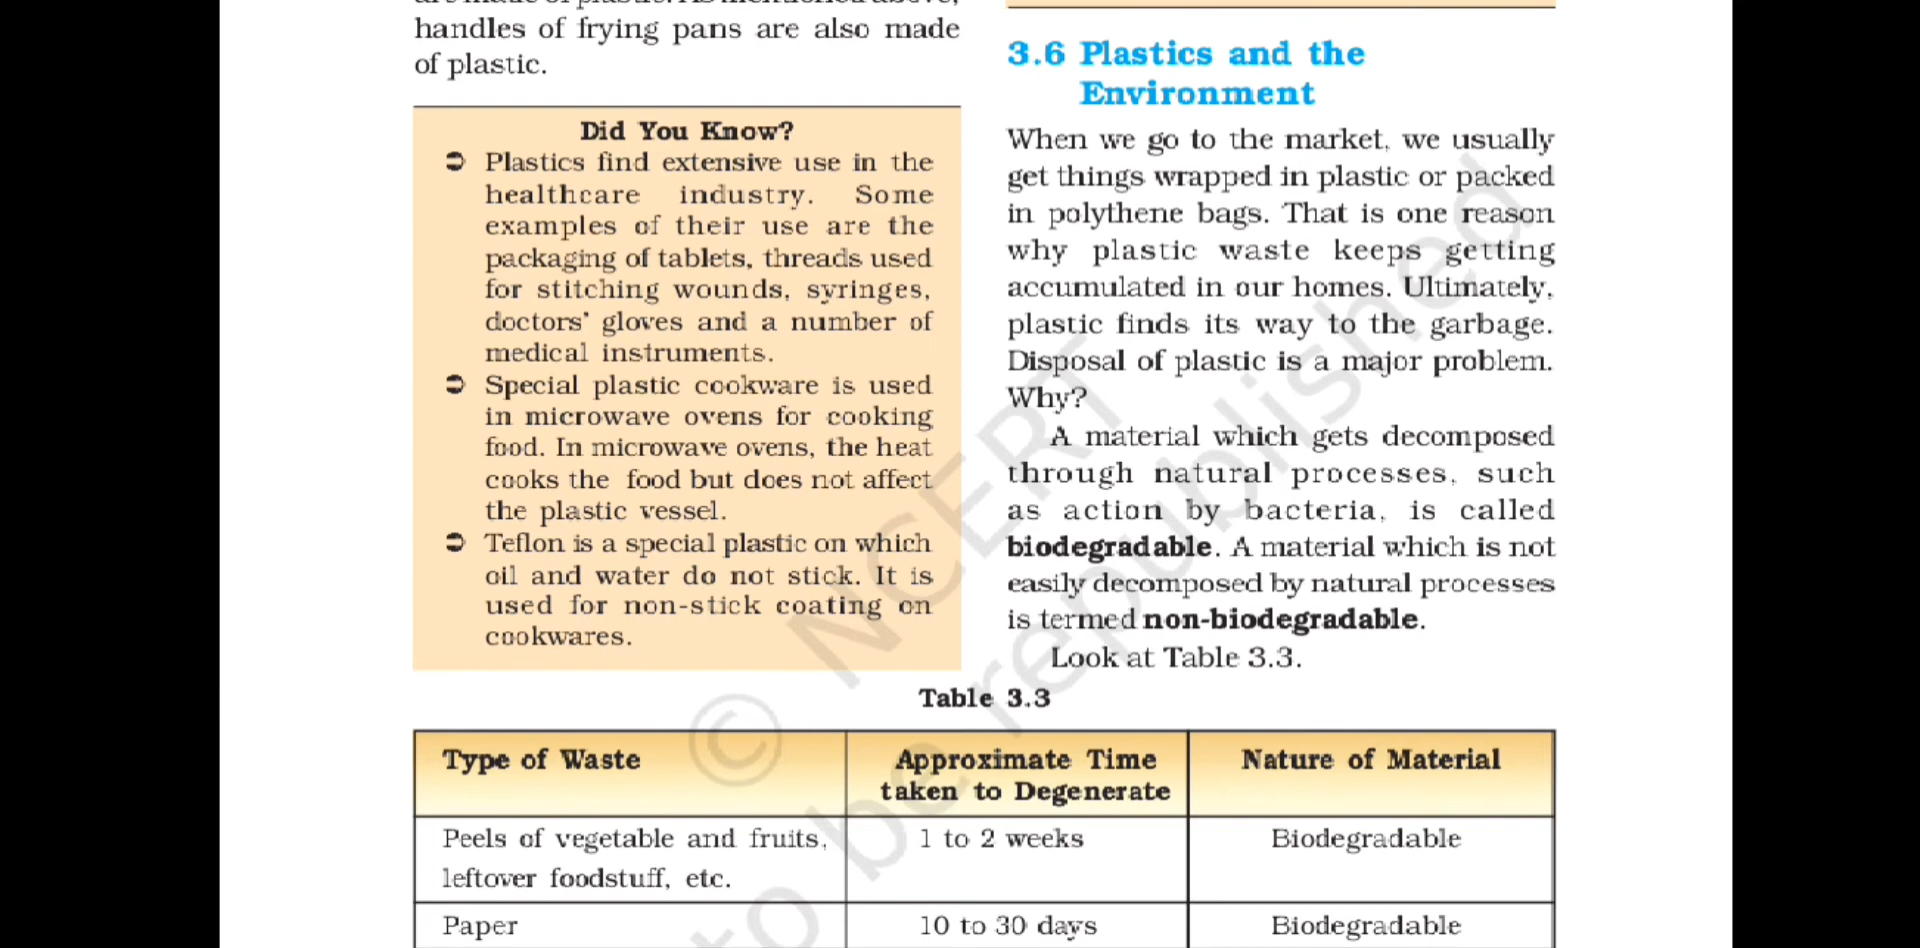 handles of frying pans are also made
of plastic.
Did You Know?
➲ Plastics find extensive use in the
healthcare industry. Some
examples of their use are the
packaging of tablets, threads used
for stitching wounds, syringes,
doctors' gloves and a number of
medical instruments.
➲ Special plastic cookware is used
in microwave ovens for cooking
food. In microwave ovens, the heat
cooks the food but does not affect
the plastic vessel.
➲ Teflon is a special plastic on which
oil and water do not stick. It is
used for non-stick coating on
cookwares.
3.6 Plastics and the
Environment
When we go to the market, we usually
get things wrapped in plastic or packed
in polythene bags. That is one reason
why plastic waste keeps getting
accumulated in our homes. Ultimately,
plastic finds its way to the garbage.
Disposal of plastic is a major problem.
Why?
A material which gets decomposed
through natural processes, such
as action by bacteria, is called
biodegradable. A material which is not
easily decomposed by natural processes
is termed non-biodegradable.
Look at Table 3.3.
Table 3.3
Type of Waste
Approximate Time
taken to Degenerate
Nature of Material
Peels of vegetable and fruits,
leftover foodstuff, etc.
1 to 2 weeks
Biodegradable
Paper
10 to 30 days
Biodegradable
© NCERT
to be republished